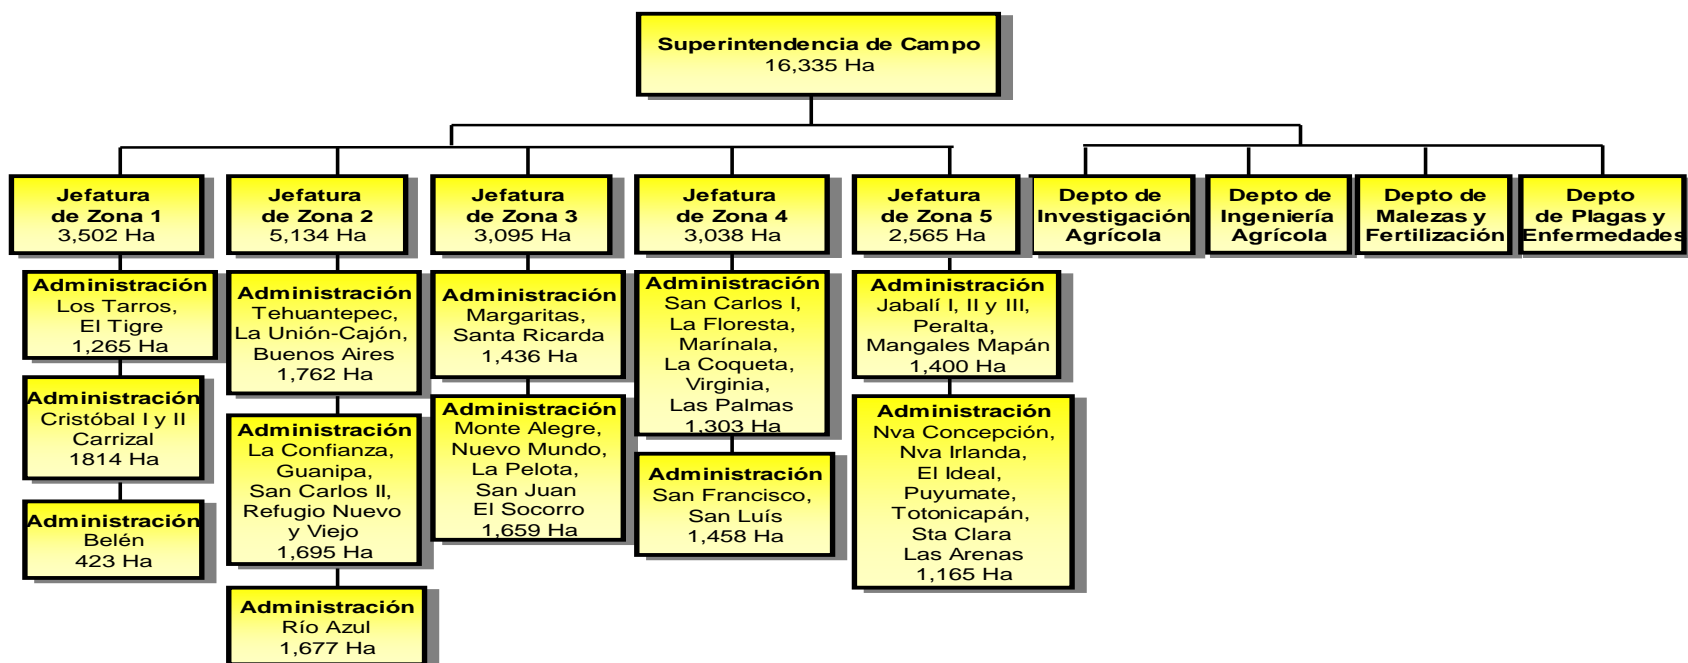 Superintendencia de Campo
16,335 Ha
Jefatura
de Zona 1
3,502 Ha
Jefatura
de Zona 2
5,134 Ha
Jefatura
de Zona 3
3,095 Ha
Jefatura
de Zona 4
3,038 Ha
Jefatura
de Zona 5
2,565 Ha
Depto de
Investigación
Agrícola
Depto de
Ingeniería
Agrícola
Depto de
Malezas y
Fertilización
Depto
de Plagas y
Enfermedades
Administración
Los Tarros,
El Tigre
1,265 Ha
Administración
Cristóbal I y II
Carrizal
1814 Ha
Administración
Belén
423 Ha
Administración
Tehuantepec,
La Unión-Cajón,
Buenos Aires
1,762 Ha
Administración
La Confianza,
Guanipa,
San Carlos II,
Refugio Nuevo
y Viejo
1,695 Ha
Administración
Río Azul
1,677 Ha
Administración
Margaritas,
Santa Ricarda
1,436 Ha
Administración
Monte Alegre,
Nuevo Mundo,
La Pelota,
San Juan
El Socorro
1,659 Ha
Administración
San Carlos I,
La Floresta,
Marínala,
La Coqueta,
Virginia,
Las Palmas
1,303 Ha
Administración
San Francisco,
San Luís
1,458 Ha
Administración
Jabalí I, II y III,
Peralta,
Mangales Mapán
1,400 Ha
Administración
Nva Concepción,
Nva Irlanda,
El Ideal,
Puyumate,
Totonicapán,
Sta Clara
Las Arenas
1,165 Ha